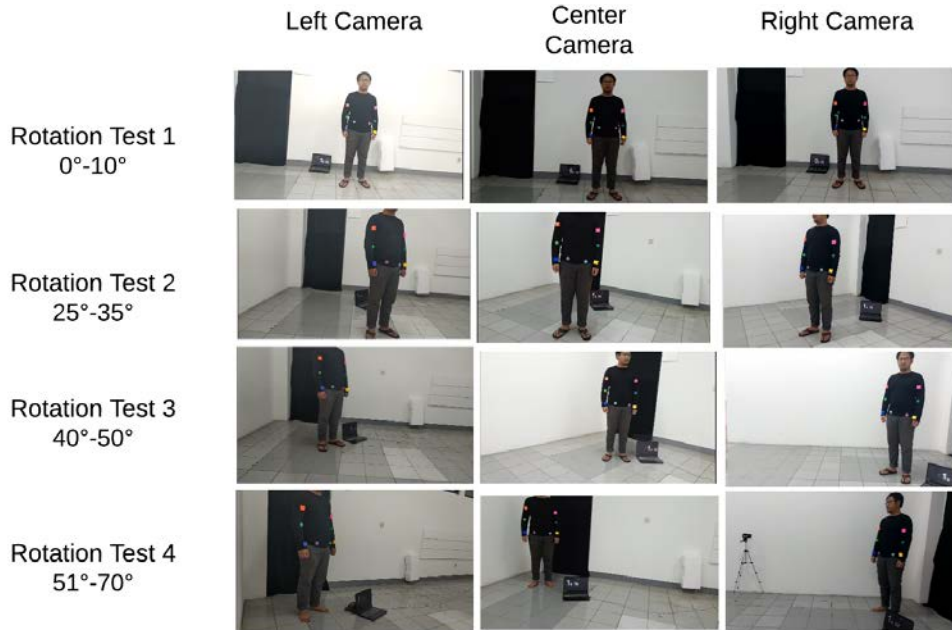 Left Camera
Center
Camera
Right Camera
Rotation Test 1
0°-10°
Rotation Test 2
25°-35°
Rotation Test 3
40°-50°
Rotation Test 4
51°-70°